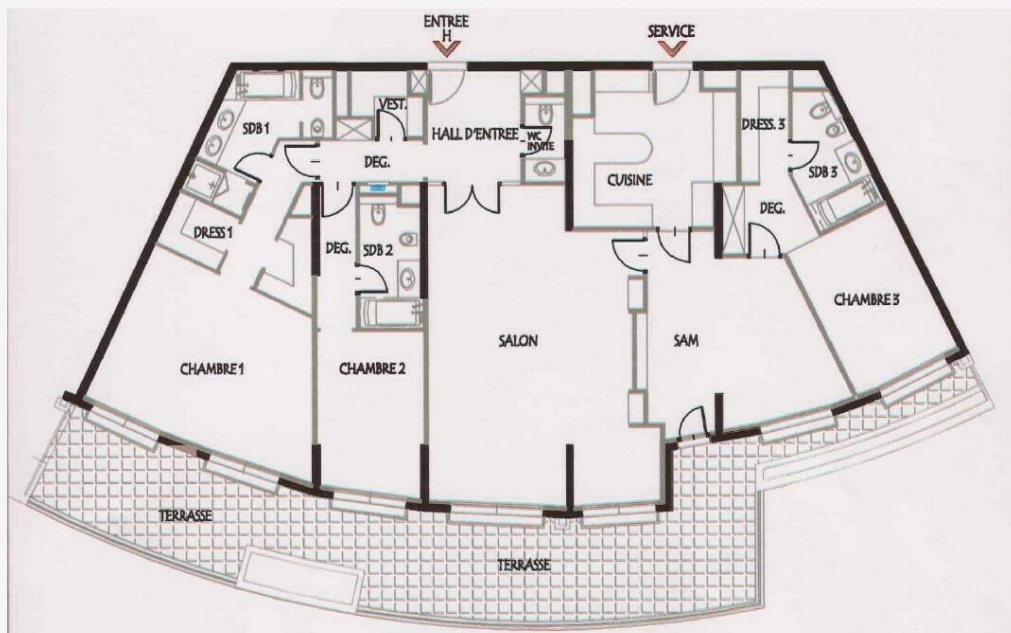 ENTREE
H
SERVICE
SDB 1
VEST.
HALL D'ENTREE
WC
INVITE
DRESS. 3
DEG.
CUISINE
SDB 3
DRESS 1
DEG.
SDB 2
DEG.
CHAMBRE 3
CHAMBRE 1
CHAMBRE 2
SALON
SAM
TERRASSE
TERRASSE